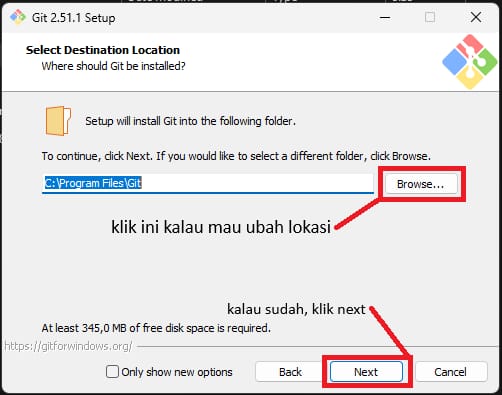 Git 2.51.1 Setup
Select Destination Location
Where should Git be installed?
Setup will install Git into the following folder.
To continue, click Next. If you would like to select a different folder, click Browse.
C:\Program Files\Git
Browse...
klik ini kalau mau ubah lokasi
kalau sudah, klik next
At least 345,0 MB of free disk space is required.
https://gitforwindows.org/
Only show new options
Back
Next
Cancel